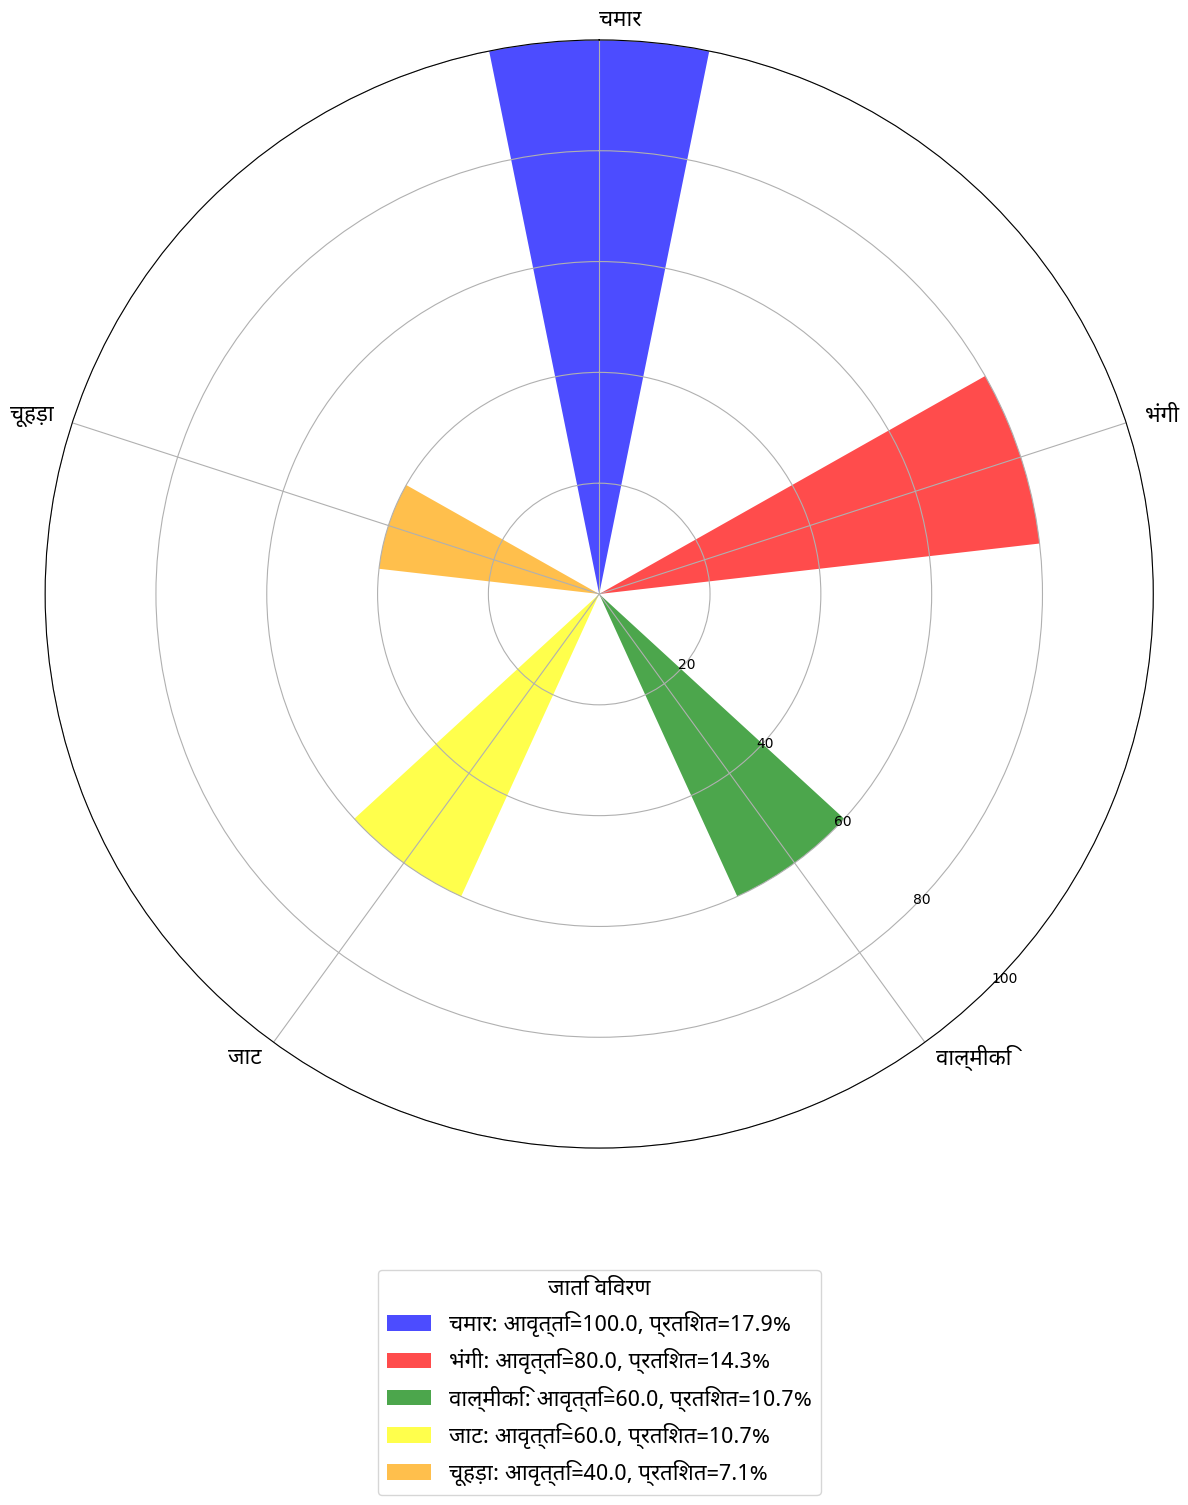 चमार
चूहड़ा
भंगी
20
40
60
80
100
जाट
वाल्मीकि
जाति विवरण
चमार: आवृत्ति=100.0, प्रतिशत=17.9%
भंगी: आवृत्ति=80.0, प्रतिशत=14.3%
वाल्मीकि: आवृत्ति=60.0, प्रतिशत=10.7%
जाट: आवृत्ति=60.0, प्रतिशत=10.7%
चूहड़ा: आवृत्ति=40.0, प्रतिशत=7.1%